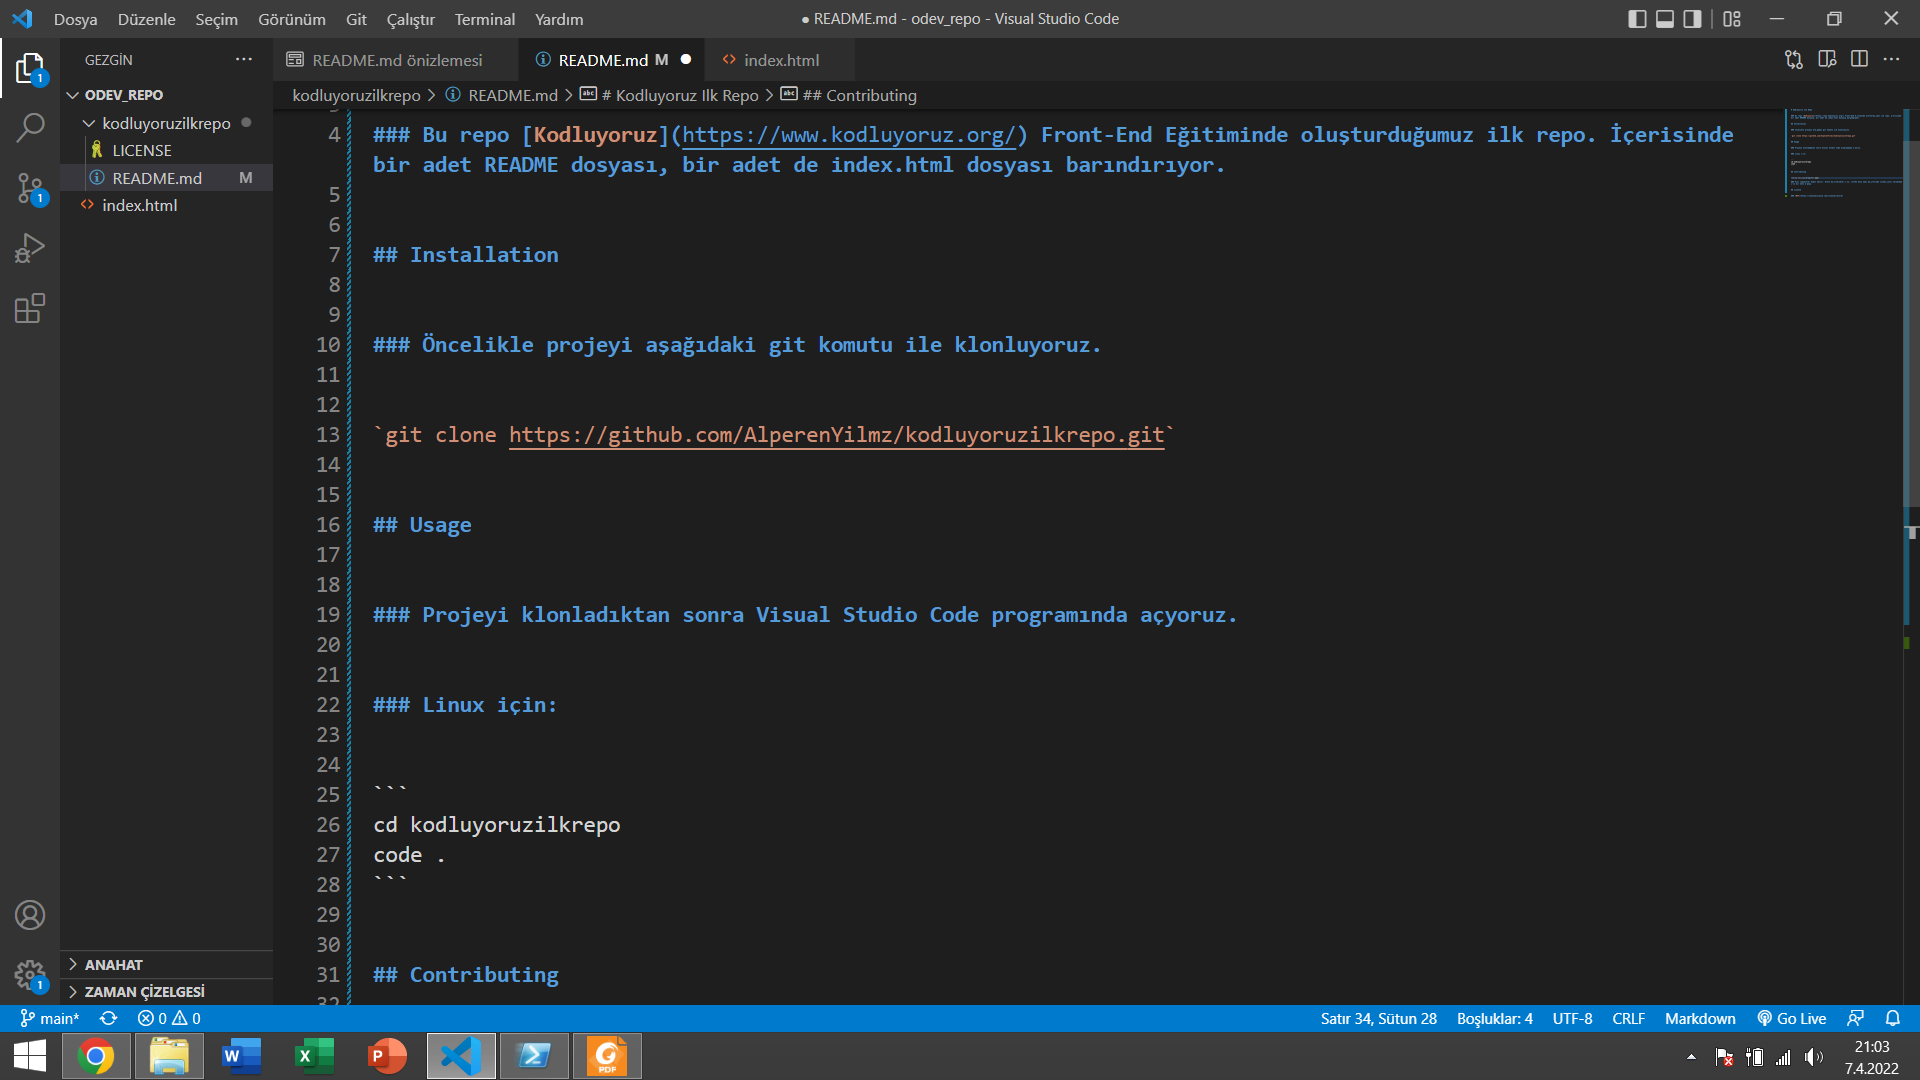 Dosya Düzenle Seçim Görünüm Git Çalıştır Terminal Yardım
● README.md - odev_repo - Visual Studio Code
GEZGİN
README.md önizlemesi
README.md M
index.html
ODEV_REPO
kodluyoruzilkrepo
LICENSE
README.md M
index.html
kodluyoruzilkrepo > README.md > # Kodluyoruz Ilk Repo > ## Contributing
4 ### Bu repo [Kodluyoruz](https://www.kodluyoruz.org/) Front-End Eğitiminde oluşturduğumuz ilk repo. İçerisinde
bir adet README dosyası, bir adet de index.html dosyası barındırıyor.
5
6
7 ## Installation
8
9
10 ### Öncelikle projeyi aşağıdaki git komutu ile klonluyoruz.
11
12
13 `git clone https://github.com/AlperenYilmz/kodluyoruzilkrepo.git`
14
15
16 ## Usage
17
18
19 ### Projeyi klonladıktan sonra Visual Studio Code programında açyoruz.
20
21
22 ### Linux için:
23
24
25 ```
26 cd kodluyoruzilkrepo
27 code .
28 ```
29
30
31 ## Contributing
32
1
1
1
ANAHAT
ZAMAN ÇİZELGESİ
main* 0 0
Satır 34, Sütun 28 Boşluklar: 4 UTF-8 CRLF Markdown Go Live
W X P PDF
21:03
7.4.2022